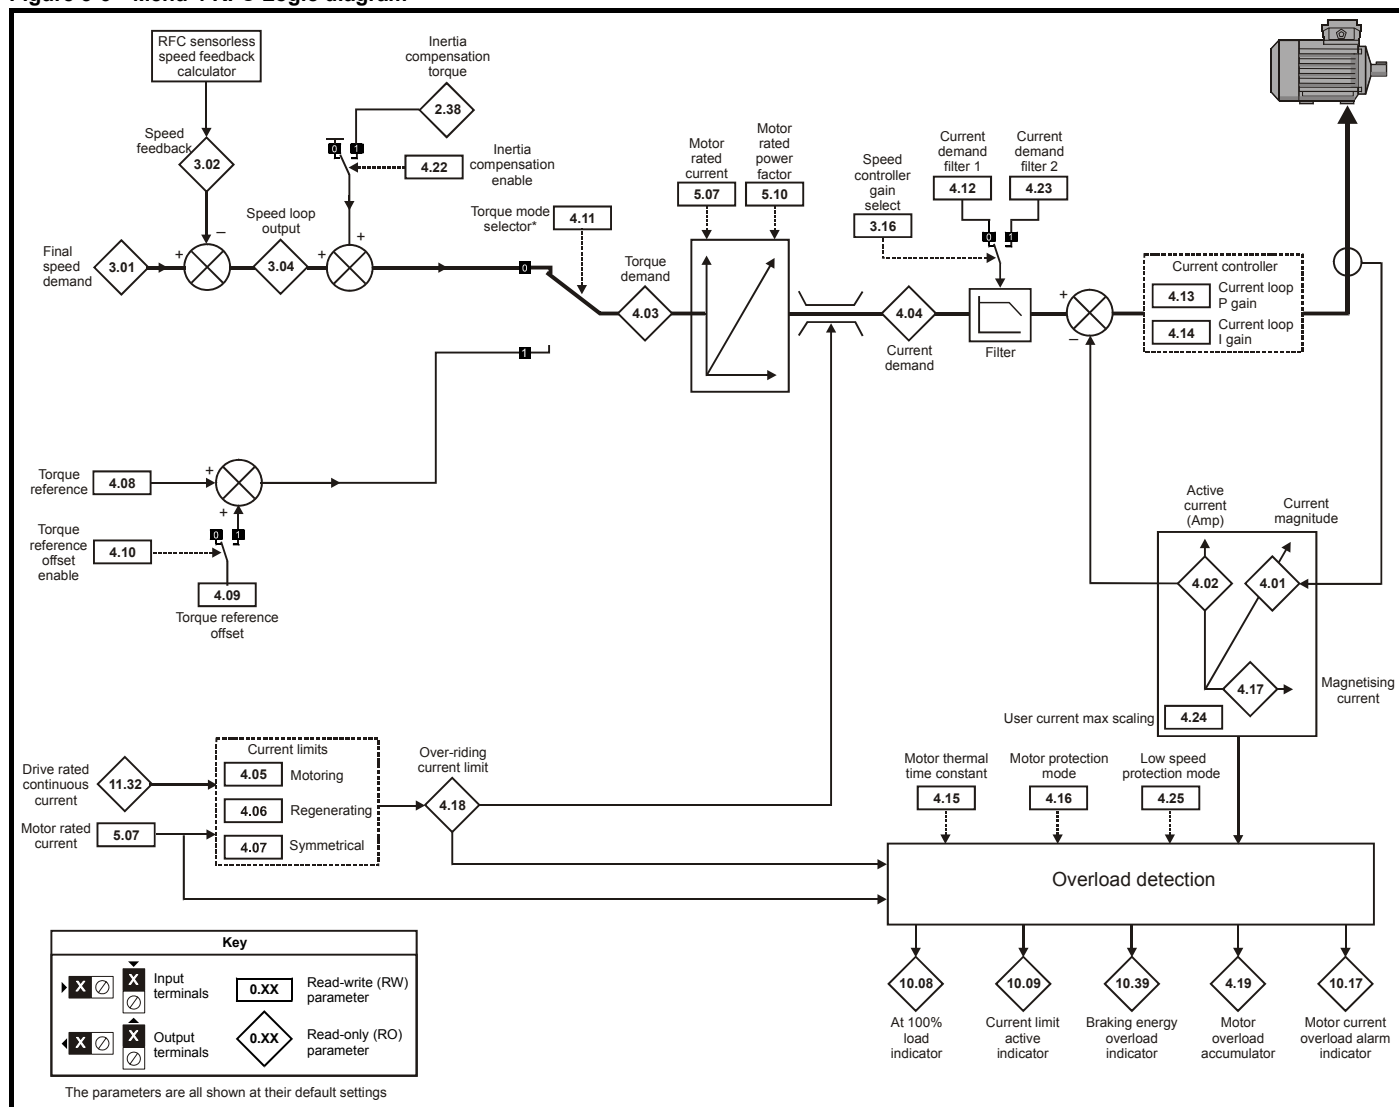 RFC sensorless
speed feedback
calculator
Inertia
compensation
torque
2.38
Speed
feedback
3.02
0 1
4.22
Inertia
compensation
enable
Final
speed
demand
3.01
+
–
Speed loop
output
3.04
+
+
Torque mode
selector*
4.11
0
1
Torque
demand
4.03
Motor
rated
current
5.07
Motor
rated
power
factor
5.10
Speed
controller
gain
select
3.16
Current
demand
filter 1
4.12
Current
demand
filter 2
4.23
0 1
4.04
Current
demand
Filter
+
–
Current controller
4.13
Current loop
P gain
4.14
Current loop
I gain
Torque
reference
4.08
+
+
0 1
Torque
reference
offset
enable
4.10
4.09
Torque reference
offset
Active
current
(Amp)
Current
magnitude
4.02
4.01
4.17
Magnetising
current
User current max scaling
4.24
Drive rated
continuous
current
11.32
Motor rated
current
5.07
Current limits
4.05 Motoring
4.06 Regenerating
4.07 Symmetrical
Over-riding
current limit
4.18
Motor thermal
time constant
4.15
Motor protection
mode
4.16
Low speed
protection mode
4.25
Overload detection
10.08
At 100%
load
indicator
10.09
Current limit
active
indicator
10.39
Braking energy
overload
indicator
4.19
Motor
overload
accumulator
10.17
Motor current
overload alarm
indicator
Key
X X
Input
terminals
0.XX
Read-write (RW)
parameter
X X
Output
terminals
0.XX
Read-only (RO)
parameter
The parameters are all shown at their default settings